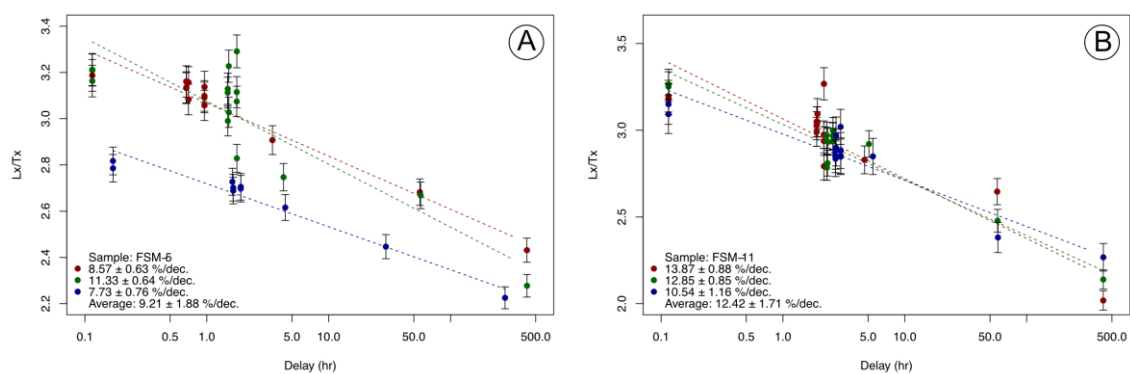 A
3.4
3.2
3.0
2.8
2.6
2.4
2.2
Lx/Tx
Sample: FSM-5
8.57 ± 0.63 %/dec.
11.33 ± 0.64 %/dec.
7.73 ± 0.76 %/dec.
Average: 9.21 ± 1.88 %/dec.
0.1 0.5 1.0 5.0 10.0 50.0 500.0
Delay (hr)
B
3.5
3.0
2.5
2.0
Lx/Tx
Sample: FSM-11
13.87 ± 0.88 %/dec.
12.85 ± 0.85 %/dec.
10.54 ± 1.16 %/dec.
Average: 12.42 ± 1.71 %/dec.
0.1 0.5 1.0 5.0 10.0 50.0 500.0
Delay (hr)